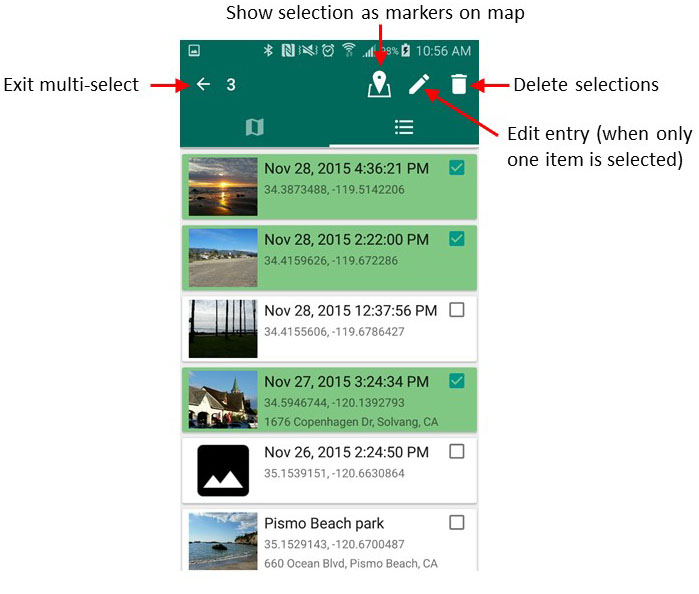 Show selection as markers on map
98% 10:56 AM
Exit multi-select
3
Delete selections
Edit entry (when only
one item is selected)
Nov 28, 2015 4:36:21 PM
34.3873488, -119.5142206
Nov 28, 2015 2:22:00 PM
34.4159626, -119.672286
Nov 28, 2015 12:37:56 PM
34.4155606, -119.6786427
Nov 27, 2015 3:24:34 PM
34.5946744, -120.1392793
1676 Copenhagen Dr, Solvang, CA
Nov 26, 2015 2:24:50 PM
35.1539151, -120.6630864
Pismo Beach park
35.1529143, -120.6700487
660 Ocean Blvd, Pismo Beach, CA